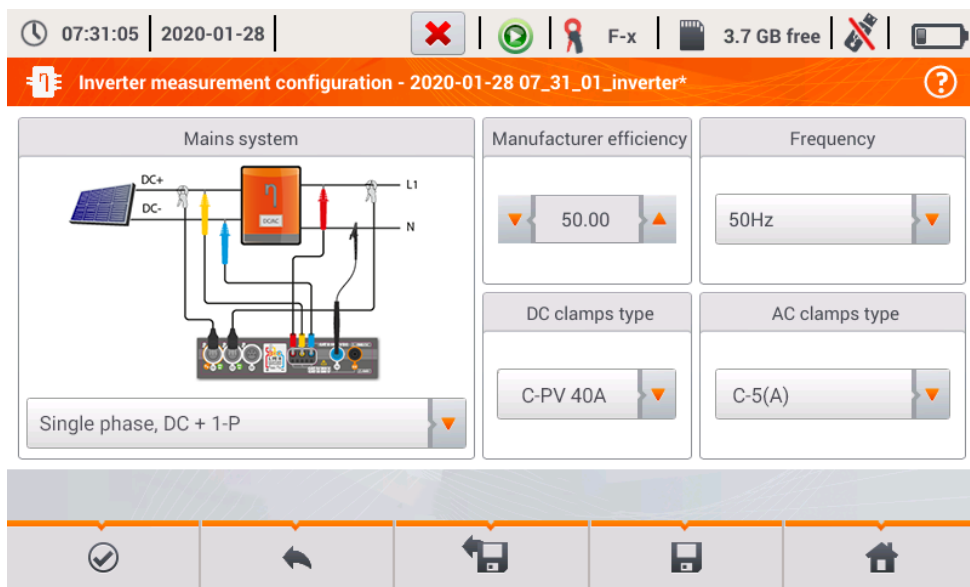 07:31:05 2020-01-28 F-x 3.7 GB free
Inverter measurement configuration - 2020-01-28 07_31_01_inverter*
?
Mains system
Manufacturer efficiency
Frequency
DC+
DC-
η
DC/AC
L1
N
50.00
50Hz
DC clamps type
AC clamps type
C-PV 40A
C-5(A)
Single phase, DC + 1-P